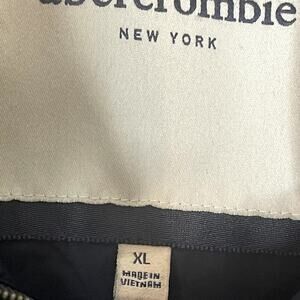 abercrombie
NEW YORK
XL
MADE IN
VIETNAM